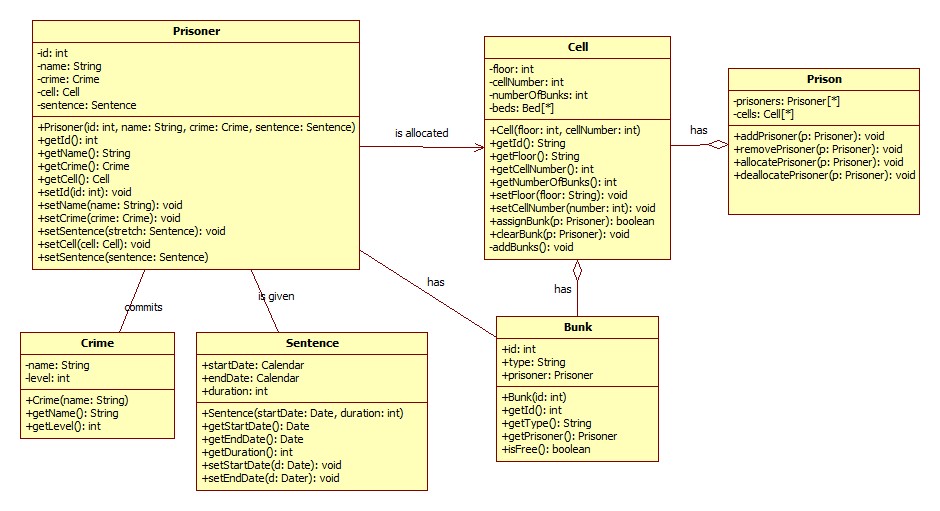 Prisoner
-id: int
-name: String
-crime: Crime
-cell: Cell
-sentence: Sentence
+Prisoner(id: int, name: String, crime: Crime, sentence: Sentence)
+getId(): int
+getName(): String
+getCrime(): Crime
+getCell(): Cell
+setId(id: int): void
+setName(name: String): void
+setCrime(crime: Crime): void
+setSentence(stretch: Sentence): void
+setCell(cell: Cell): void
+setSentence(sentence: Sentence)
is allocated
Cell
-floor: int
-cellNumber: int
-numberOfBunks: int
-beds: Bed[*]
+Cell(floor: int, cellNumber: int)
+getId(): String
+getFloor(): String
+getCellNumber(): int
+getNumberOfBunks(): int
+setFloor(floor: String): void
+setCellNumber(number: int): void
+assignBunk(p: Prisoner): boolean
+clearBunk(p: Prisoner): void
-addBunks(): void
has
Prison
-prisoners: Prisoner[*]
-cells: Cell[*]
+addPrisoner(p: Prisoner): void
+removePrisoner(p: Prisoner): void
+allocatePrisoner(p: Prisoner): void
+deallocatePrisoner(p: Prisoner): void
commits
is given
has
has
Crime
-name: String
-level: int
+Crime(name: String)
+getName(): String
+getLevel(): int
Sentence
+startDate: Calendar
+endDate: Calendar
+duration: int
+Sentence(startDate: Date, duration: int)
+getStartDate(): Date
+getEndDate(): Date
+getDuration(): int
+setStartDate(d: Date): void
+setEndDate(d: Dater): void
Bunk
+id: int
+type: String
+prisoner: Prisoner
+Bunk(id: int)
+getId(): int
+getType(): String
+getPrisoner(): Prisoner
+isFree(): boolean